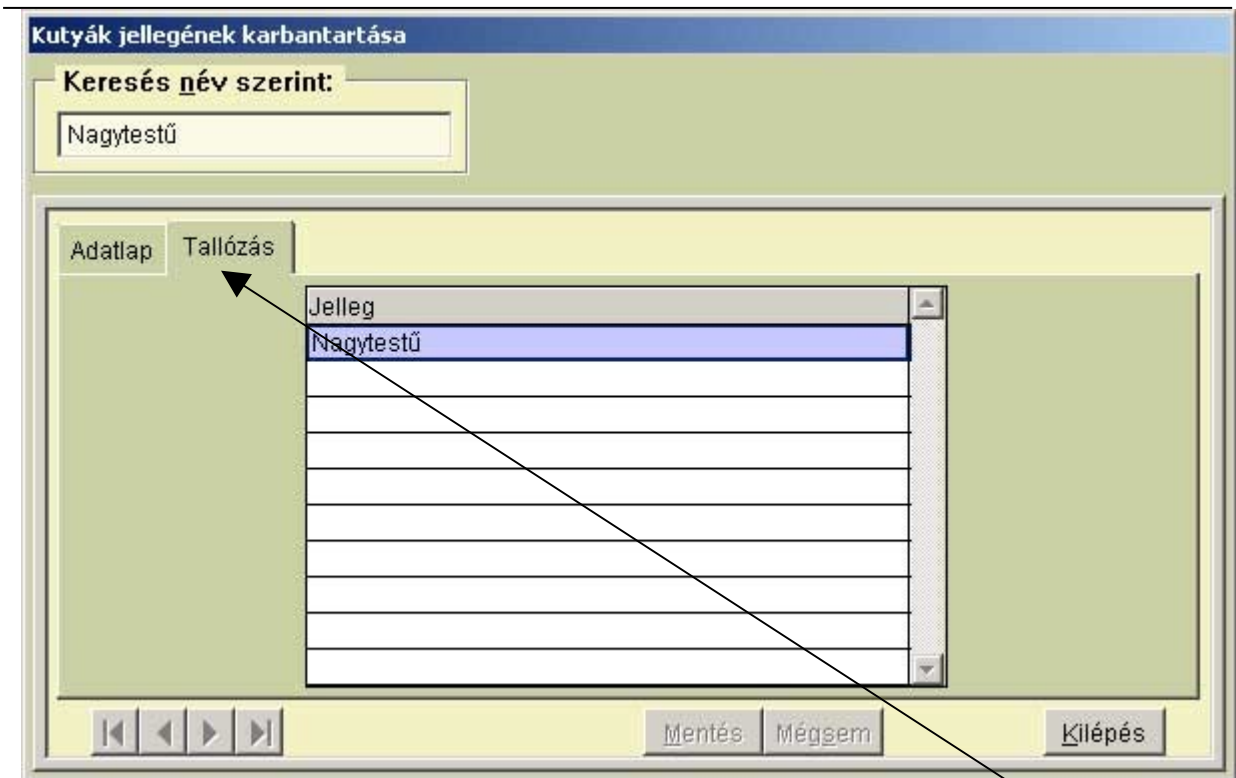 Kutyák jellegének karbantartása
Keresés név szerint:
Nagytestű
Adatlap Tallózás
Jelleg
Nagytestű
Mentés Mégsem Kilépés